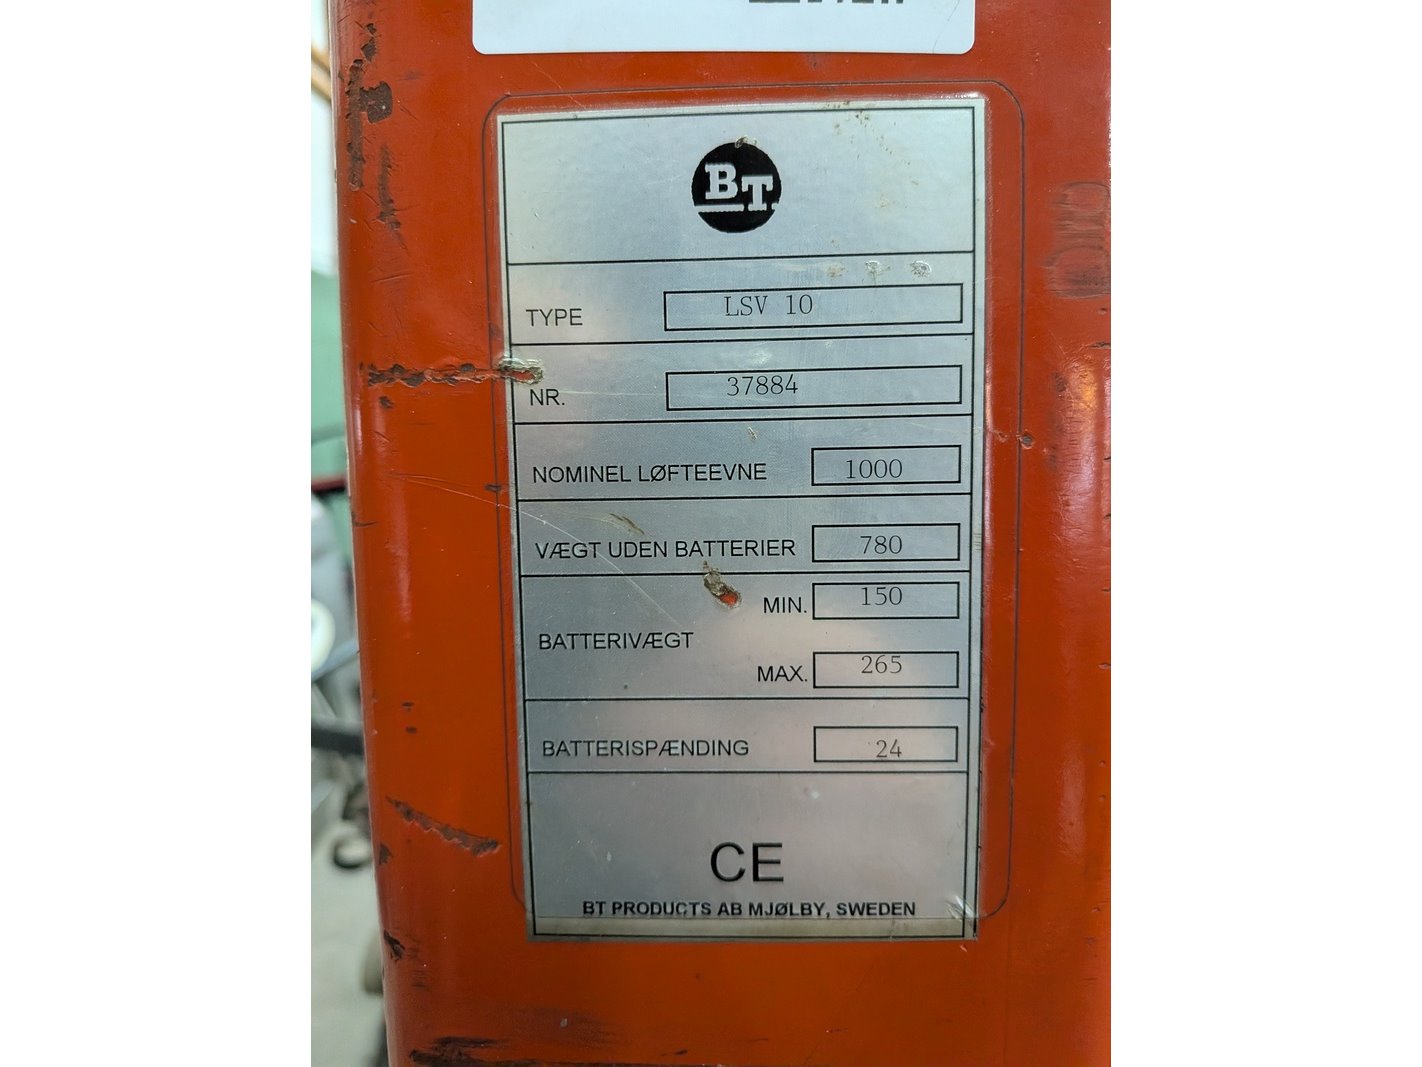 BT
TYPE LSV 10
NR. 37884
NOMINEL LØFTEEVNE 1000
VÆGT UDEN BATTERIER 780
MIN. 150
BATTERIVÆGT
MAX. 265
BATTERISPÆNDING 24
CE
BT PRODUCTS AB MJØLBY, SWEDEN